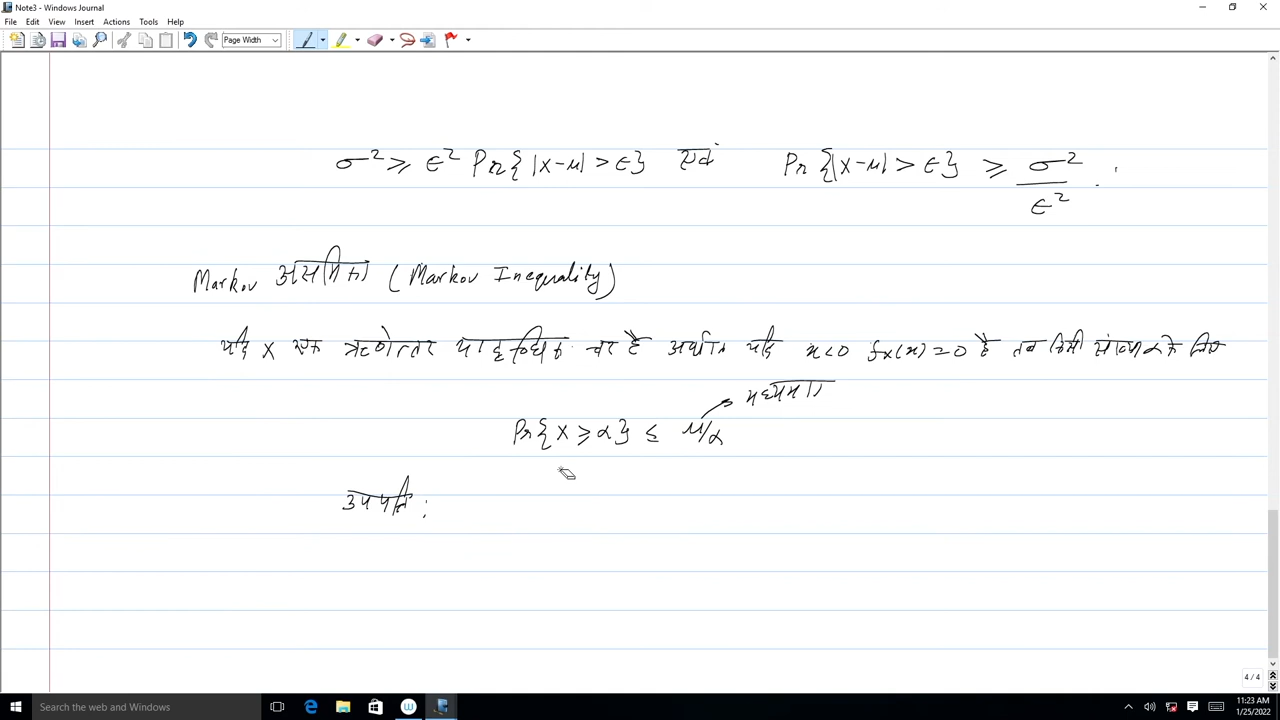 Note3 - Windows Journal
File Edit View Insert Actions Tools Help
Page Width
σ² ≥ ϵ² Pr{|x-μ| > ϵ} एवं Pr{|x-μ| > ϵ} ≥ σ²/ϵ² .
Markov असमिता (Markov Inequality)
यदि X एक ऋणेत्तर यादृच्छिक चर है अर्थात यदि x<0 fx(x)=0 है तब किसी संख्या α के लिए
मध्यमान
Pr{X ≥ α} ≤ μ/α
उपपत्ति :
4 / 4
Search the web and Windows
11:23 AM
1/25/2022